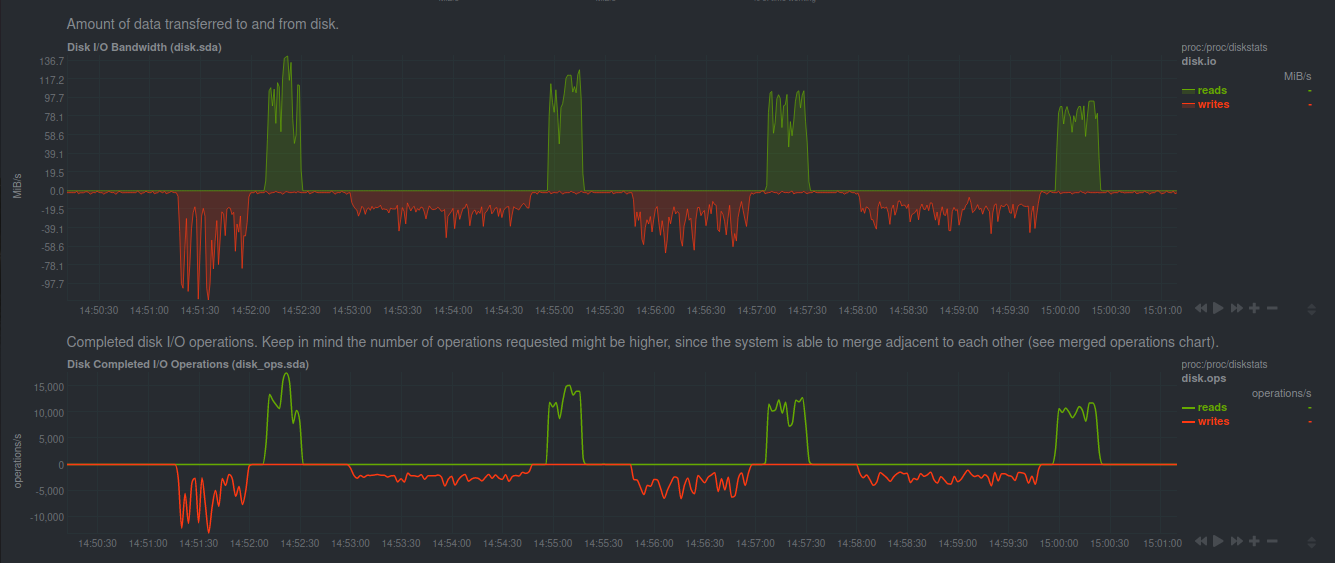 Amount of data transferred to and from disk.
Disk I/O Bandwidth (disk.sda)
proc:/proc/diskstats
disk.io
MiB/s
reads -
writes -
MiB/s
136.7
117.2
97.7
78.1
58.6
39.1
19.5
0.0
-19.5
-39.1
-58.6
-78.1
-97.7
14:50:30 14:51:00 14:51:30 14:52:00 14:52:30 14:53:00 14:53:30 14:54:00 14:54:30 14:55:00 14:55:30 14:56:00 14:56:30 14:57:00 14:57:30 14:58:00 14:58:30 14:59:00 14:59:30 15:00:00 15:00:30 15:01:00
Completed disk I/O operations. Keep in mind the number of operations requested might be higher, since the system is able to merge adjacent to each other (see merged operations chart).
Disk Completed I/O Operations (disk_ops.sda)
proc:/proc/diskstats
disk.ops
operations/s
reads -
writes -
operations/s
15,000
10,000
5,000
0
-5,000
-10,000
14:50:30 14:51:00 14:51:30 14:52:00 14:52:30 14:53:00 14:53:30 14:54:00 14:54:30 14:55:00 14:55:30 14:56:00 14:56:30 14:57:00 14:57:30 14:58:00 14:58:30 14:59:00 14:59:30 15:00:00 15:00:30 15:01:00